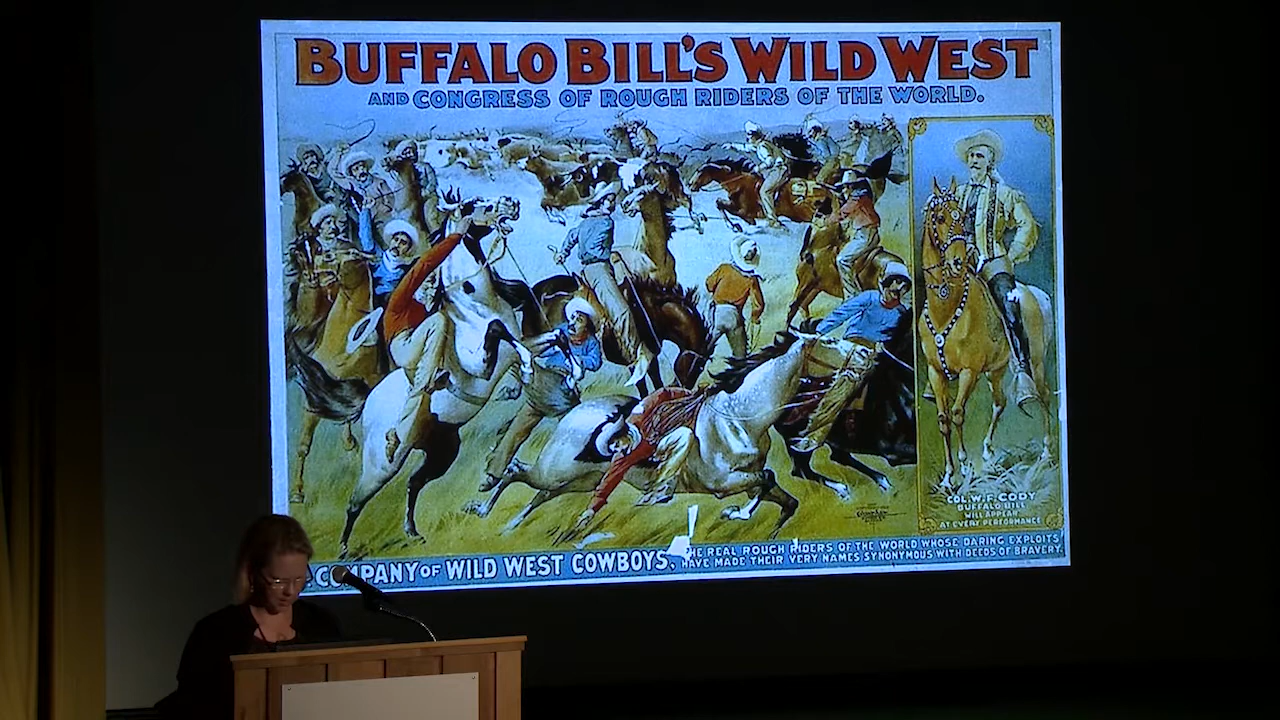 BUFFALO BILL'S WILD WEST
AND CONGRESS OF ROUGH RIDERS OF THE WORLD.
COL. W. F. CODY
BUFFALO BILL
WILL APPEAR
AT EVERY PERFORMANCE
COMPANY OF WILD WEST COWBOYS,
THE REAL ROUGH RIDERS OF THE WORLD WHOSE DARING EXPLOITS
HAVE MADE THEIR VERY NAMES SYNONYMOUS WITH DEEDS OF BRAVERY.